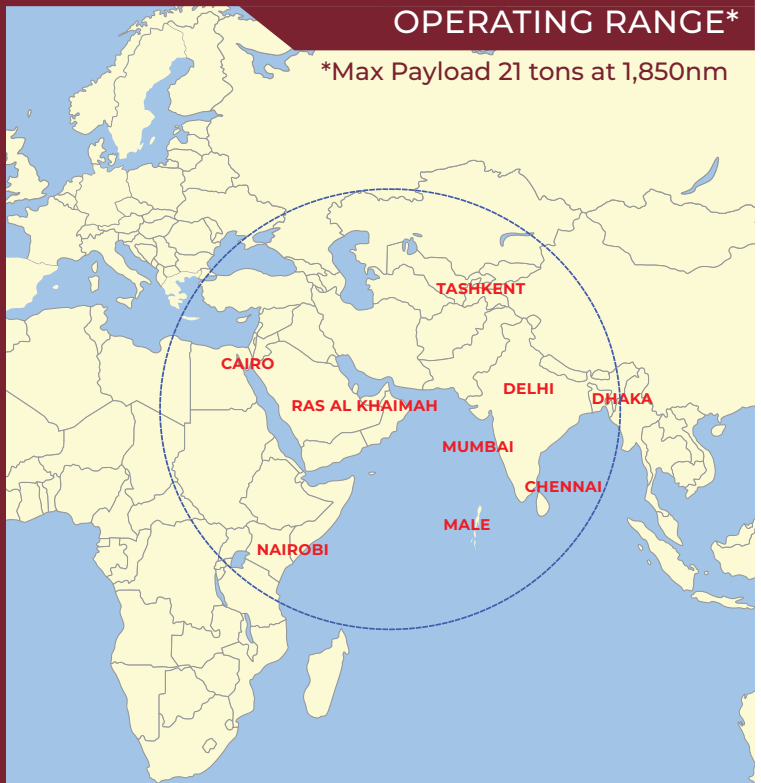 OPERATING RANGE*
*Max Payload 21 tons at 1,850nm
TASHKENT
CAIRO
DELHI
DHAKA
RAS AL KHAIMAH
MUMBAI
CHENNAI
MALE
NAIROBI